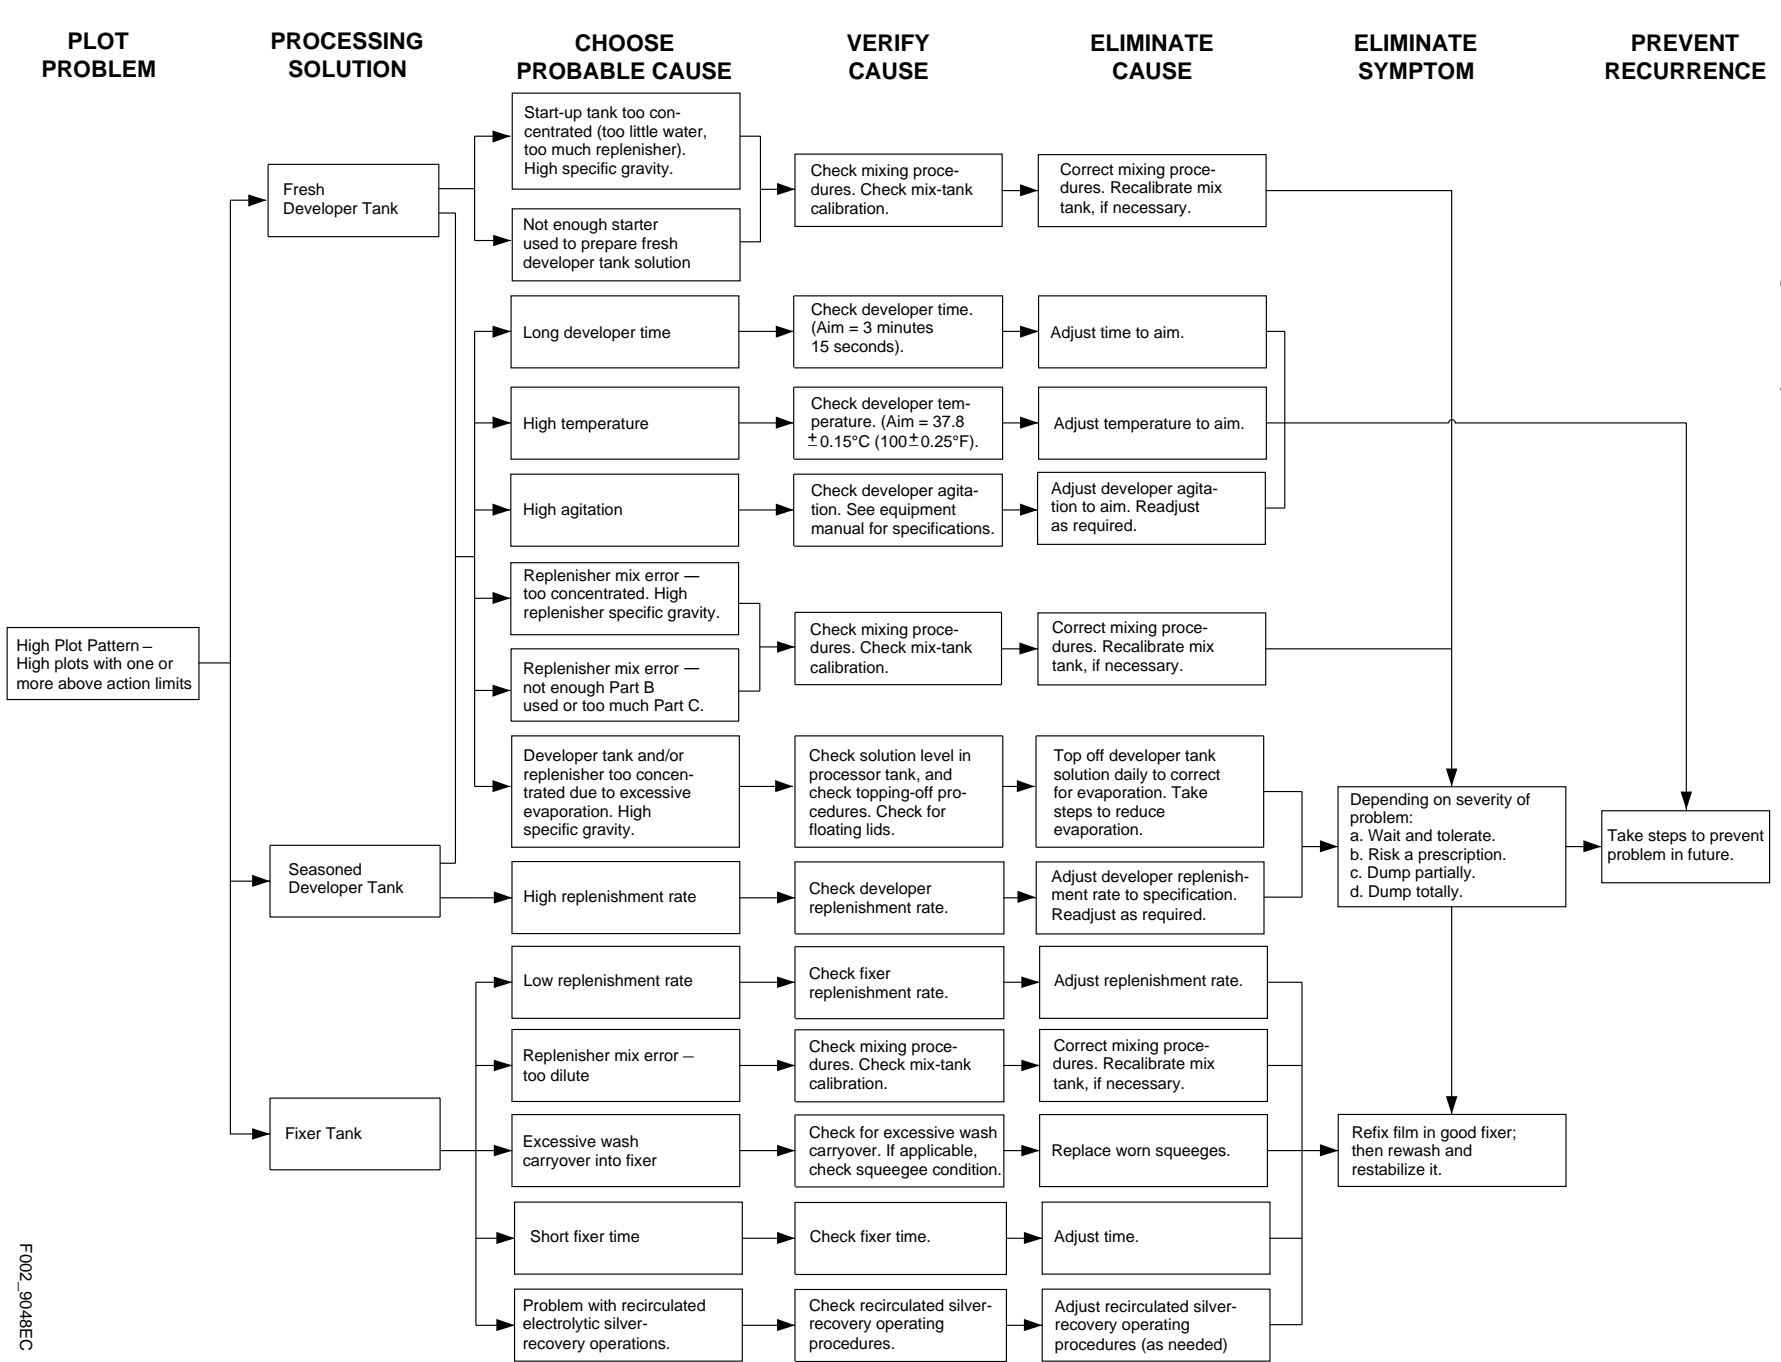 PLOT
PROBLEM
PROCESSING
SOLUTION
CHOOSE
PROBABLE CAUSE
VERIFY
CAUSE
ELIMINATE
CAUSE
ELIMINATE
SYMPTOM
PREVENT
RECURRENCE
High Plot Pattern –
High plots with one or
more above action limits
Fresh
Developer Tank
Start-up tank too con-
centrated (too little water,
too much replenisher).
High specific gravity.
Not enough starter
used to prepare fresh
developer tank solution
Check mixing proce-
dures. Check mix-tank
calibration.
Correct mixing proce-
dures. Recalibrate mix
tank, if necessary.
Long developer time
Check developer time.
(Aim = 3 minutes
15 seconds).
Adjust time to aim.
High temperature
Check developer tem-
perature. (Aim = 37.8
±0.15°C (100±0.25°F).
Adjust temperature to aim.
High agitation
Check developer agita-
tion. See equipment
manual for specifications.
Adjust developer agita-
tion to aim. Readjust
as required.
Replenisher mix error —
too concentrated. High
replenisher specific gravity.
Replenisher mix error —
not enough Part B
used or too much Part C.
Check mixing proce-
dures. Check mix-tank
calibration.
Correct mixing proce-
dures. Recalibrate mix
tank, if necessary.
Developer tank and/or
replenisher too concen-
trated due to excessive
evaporation. High
specific gravity.
Check solution level in
processor tank, and
check topping-off pro-
cedures. Check for
floating lids.
Top off developer tank
solution daily to correct
for evaporation. Take
steps to reduce
evaporation.
Depending on severity of
problem:
a. Wait and tolerate.
b. Risk a prescription.
c. Dump partially.
d. Dump totally.
Take steps to prevent
problem in future.
Seasoned
Developer Tank
High replenishment rate
Check developer
replenishment rate.
Adjust developer replenish-
ment rate to specification.
Readjust as required.
Low replenishment rate
Check fixer
replenishment rate.
Adjust replenishment rate.
Replenisher mix error –
too dilute
Check mixing proce-
dures. Check mix-tank
calibration.
Correct mixing proce-
dures. Recalibrate mix
tank, if necessary.
Fixer Tank
Excessive wash
carryover into fixer
Check for excessive wash
carryover. If applicable,
check squeegee condition.
Replace worn squeeges.
Refix film in good fixer;
then rewash and
restabilize it.
Short fixer time
Check fixer time.
Adjust time.
Problem with recirculated
electrolytic silver-
recovery operations.
Check recirculated silver-
recovery operating
procedures.
Adjust recirculated silver-
recovery operating
procedures (as needed)
F002_9048EC